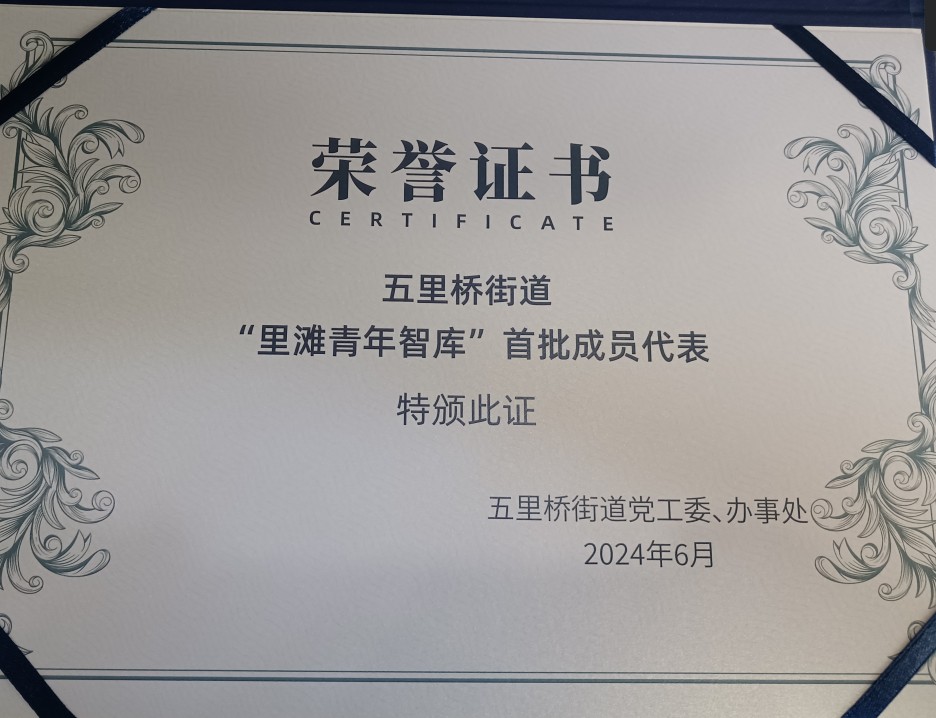 荣誉证书
CERTIFICATE
五里桥街道
“里滩青年智库”首批成员代表
特颁此证
五里桥街道党工委、办事处
2024年6月